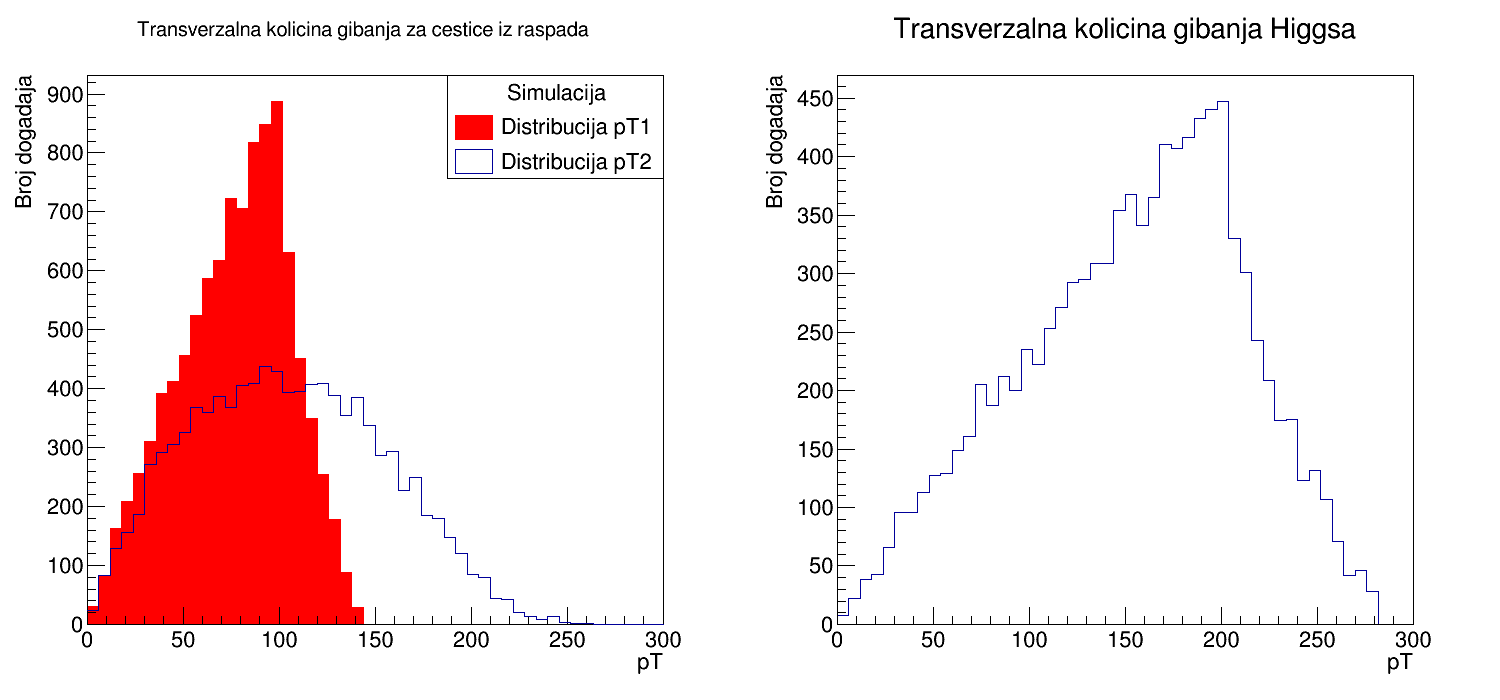 Transverzalna kolicina gibanja za cestice iz raspada
Broj dogadaja
900
800
700
600
500
400
300
200
100
0
Simulacija
Distribucija pT1
Distribucija pT2
0 50 100 150 200 250 300
pT
Transverzalna kolicina gibanja Higgsa
Broj dogadaja
450
400
350
300
250
200
150
100
50
0
0 50 100 150 200 250 300
pT